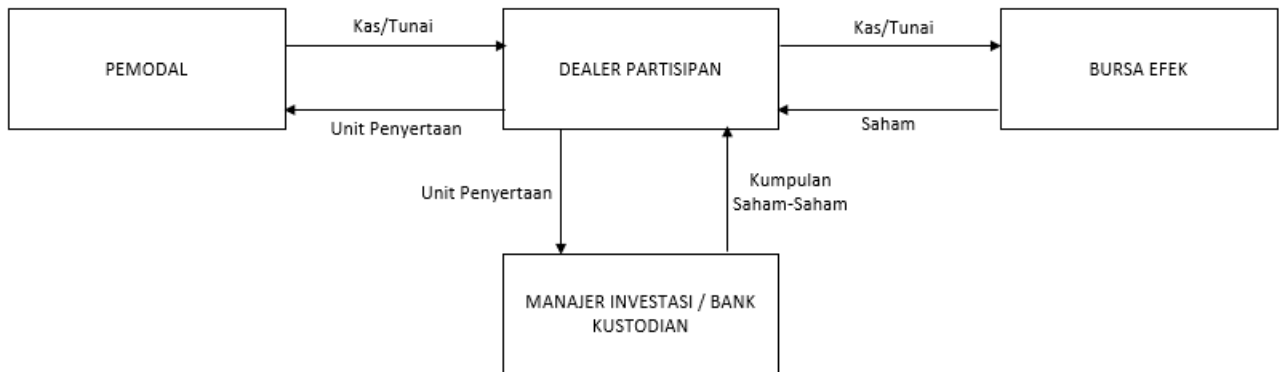 Kas/Tunai
Kas/Tunai
PEMODAL
DEALER PARTISIPAN
BURSA EFEK
Unit Penyertaan
Saham
Unit Penyertaan
Kumpulan
Saham-Saham
MANAJER INVESTASI / BANK
KUSTODIAN